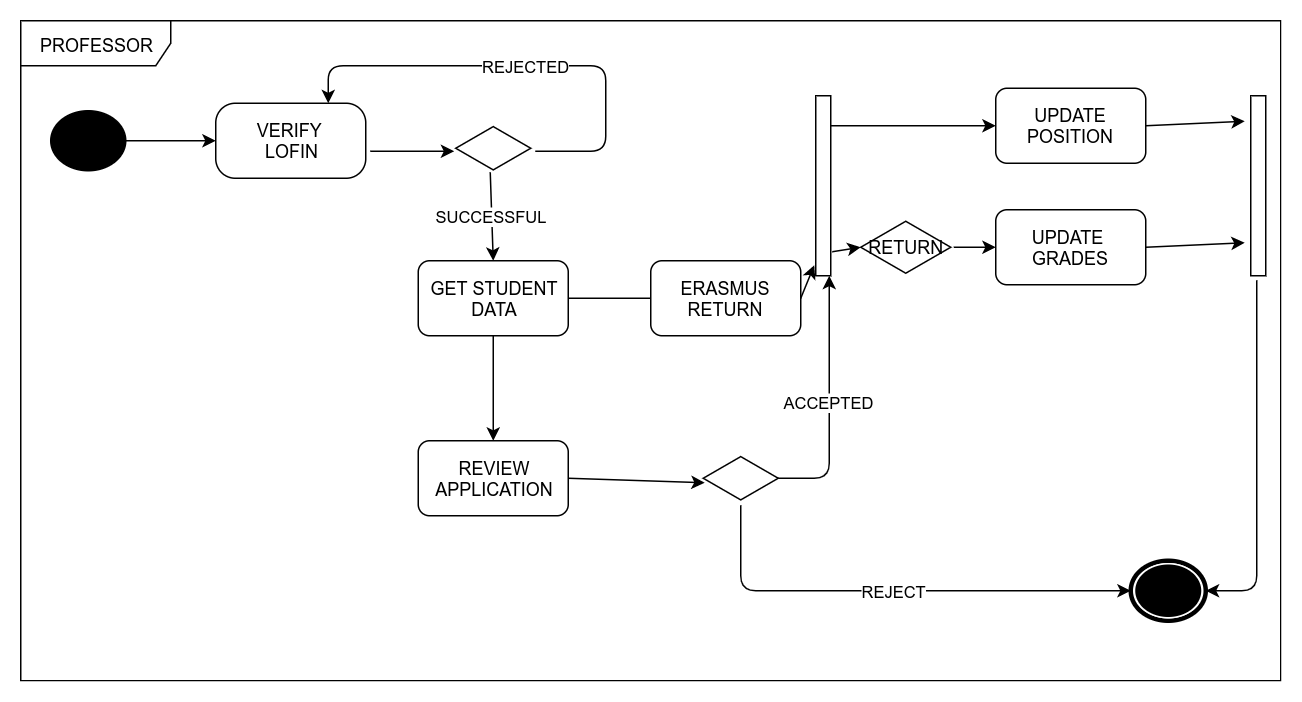 PROFESSOR
REJECTED
VERIFY
LOFIN
SUCCESSFUL
GET STUDENT
DATA
ERASMUS
RETURN
UPDATE
POSITION
RETURN
UPDATE
GRADES
ACCEPTED
REVIEW
APPLICATION
REJECT